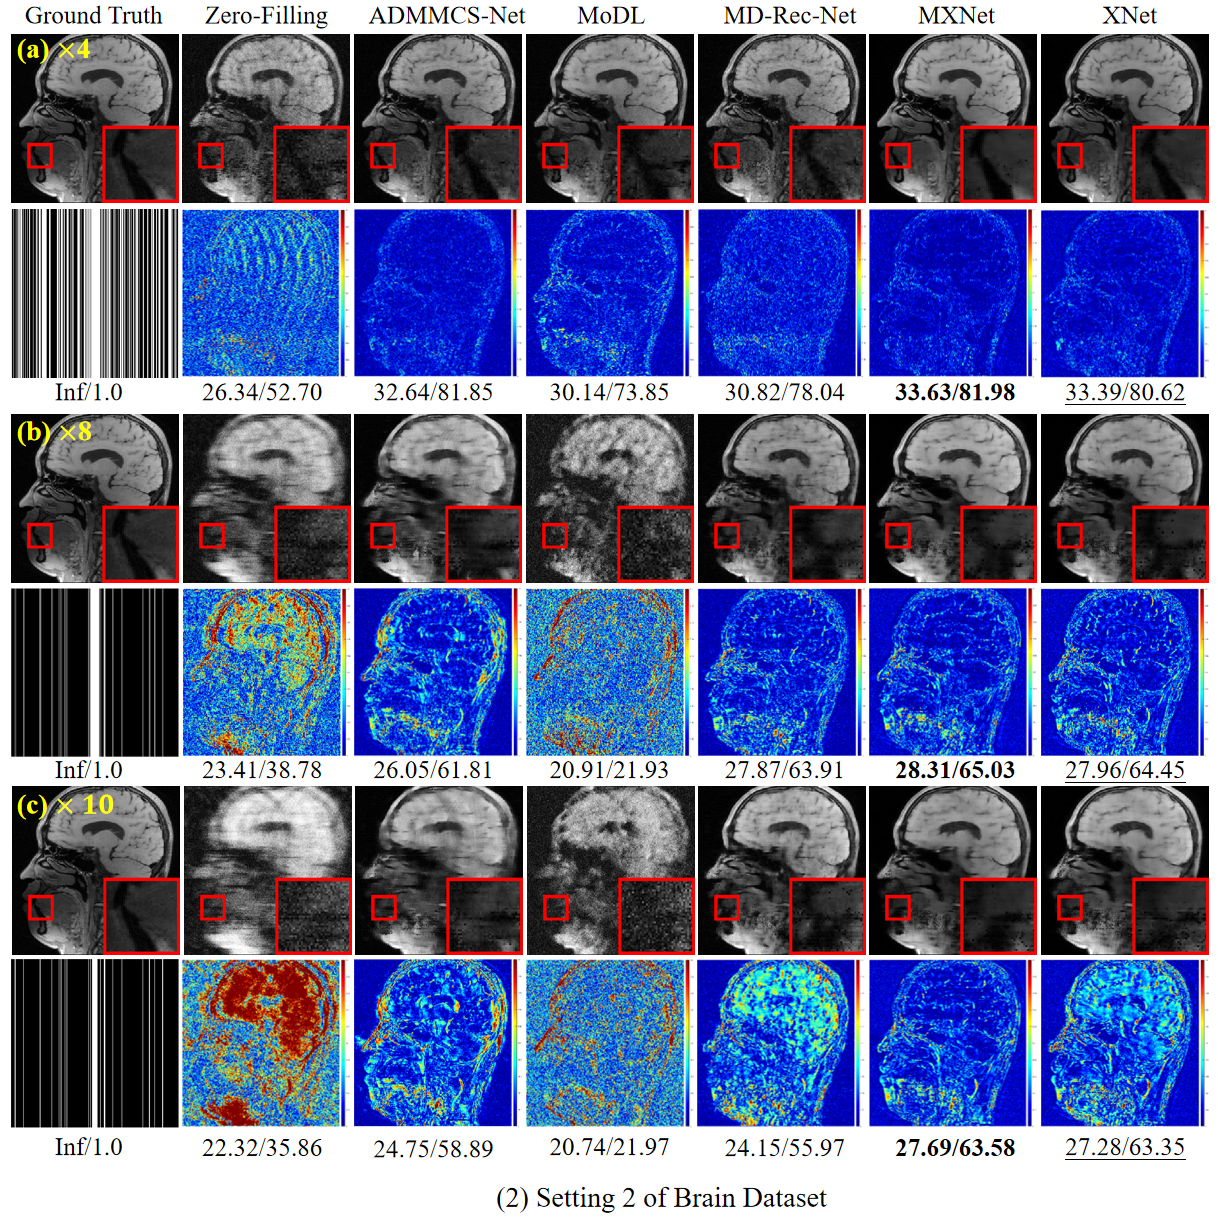 Ground Truth Zero-Filling ADMMCS-Net MoDL MD-Rec-Net MXNet XNet
(a) ×4
Inf/1.0 26.34/52.70 32.64/81.85 30.14/73.85 30.82/78.04 33.63/81.98 33.39/80.62
(b) ×8
Inf/1.0 23.41/38.78 26.05/61.81 20.91/21.93 27.87/63.91 28.31/65.03 27.96/64.45
(c) × 10
Inf/1.0 22.32/35.86 24.75/58.89 20.74/21.97 24.15/55.97 27.69/63.58 27.28/63.35
(2) Setting 2 of Brain Dataset